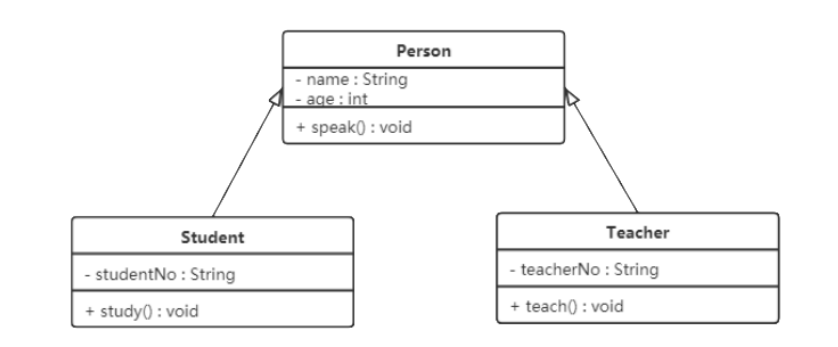 Person
- name : String
- age : int
+ speak() : void
Student
- studentNo : String
+ study() : void
Teacher
- teacherNo : String
+ teach() : void